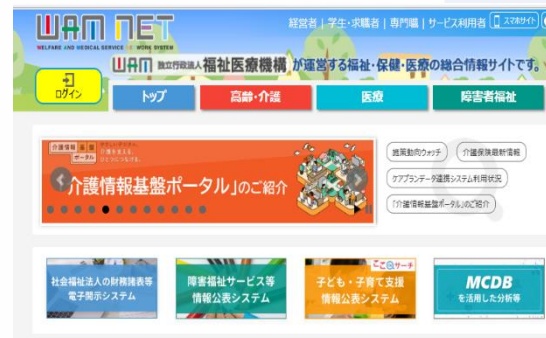 WAM NET
WELFARE AND MEDICAL SERVICE NET WORK SYSTEM
経営者｜学生・求職者｜専門職｜サービス利用者
スマホサイト
WAM 独立行政法人福祉医療機構が運営する福祉・保健・医療の総合情報サイトです。
ログイン
トップ
高齢・介護
医療
障害者福祉
介護情報基盤
ポータル
ひとつにつなげる。
介護情報基盤ポータル」のご紹介
施策動向ウォッチ
介護保険最新情報
ケアプランデータ連携システム利用状況
「介護情報基盤ポータル」のご紹介
社会福祉法人の財務諸表等
電子開示システム
障害福祉サービス等
情報公表システム
ここdeサーチ
子ども・子育て支援
情報公表システム
MCDB
を活用した分析等